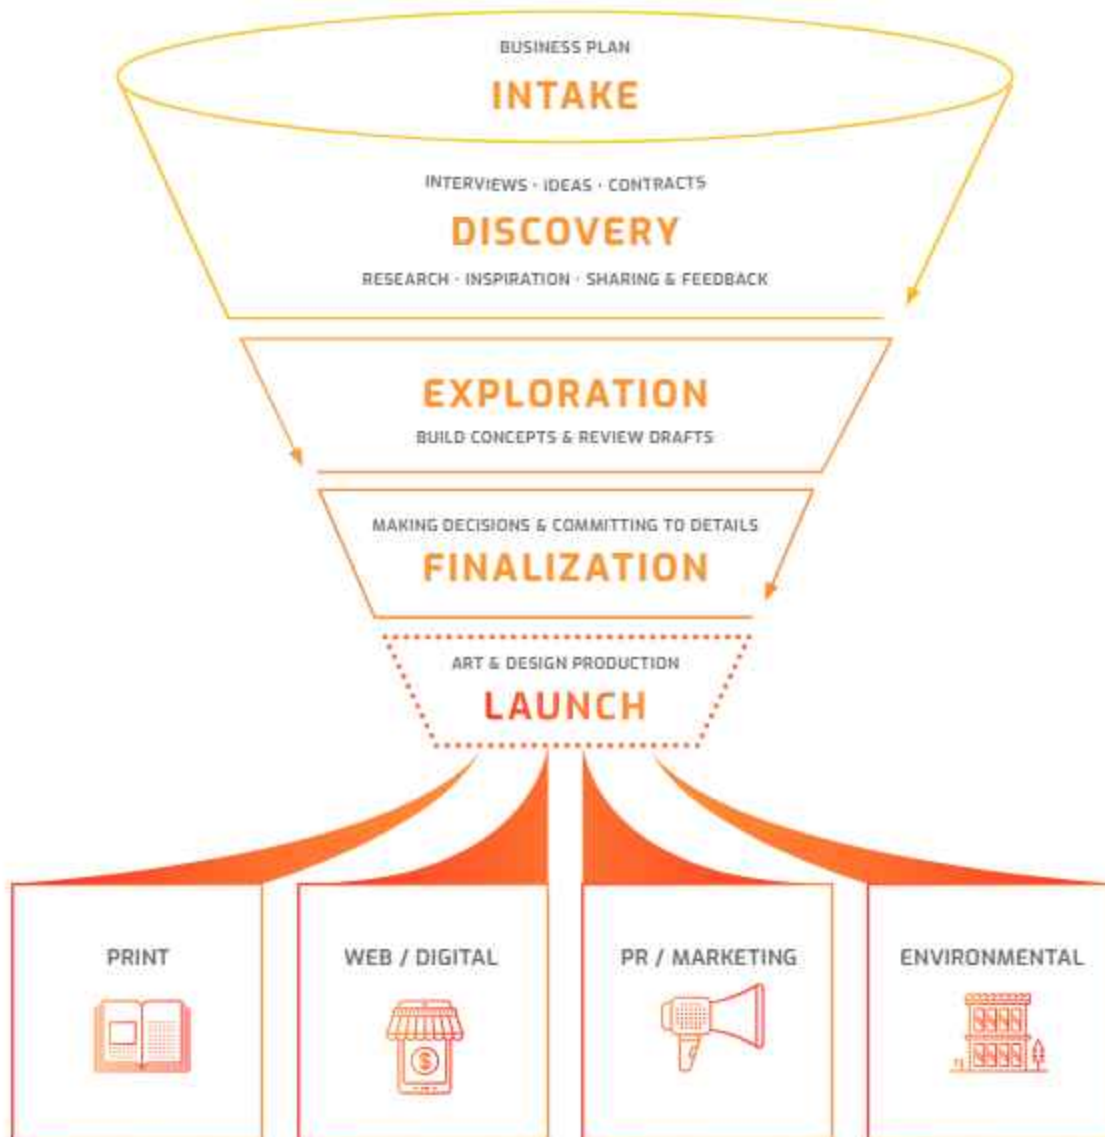 BUSINESS PLAN
INTAKE
INTERVIEWS · IDEAS · CONTRACTS
DISCOVERY
RESEARCH · INSPIRATION · SHARING & FEEDBACK
EXPLORATION
BUILD CONCEPTS & REVIEW DRAFTS
MAKING DECISIONS & COMMITTING TO DETAILS
FINALIZATION
ART & DESIGN PRODUCTION
LAUNCH
PRINT
WEB / DIGITAL
PR / MARKETING
ENVIRONMENTAL
$